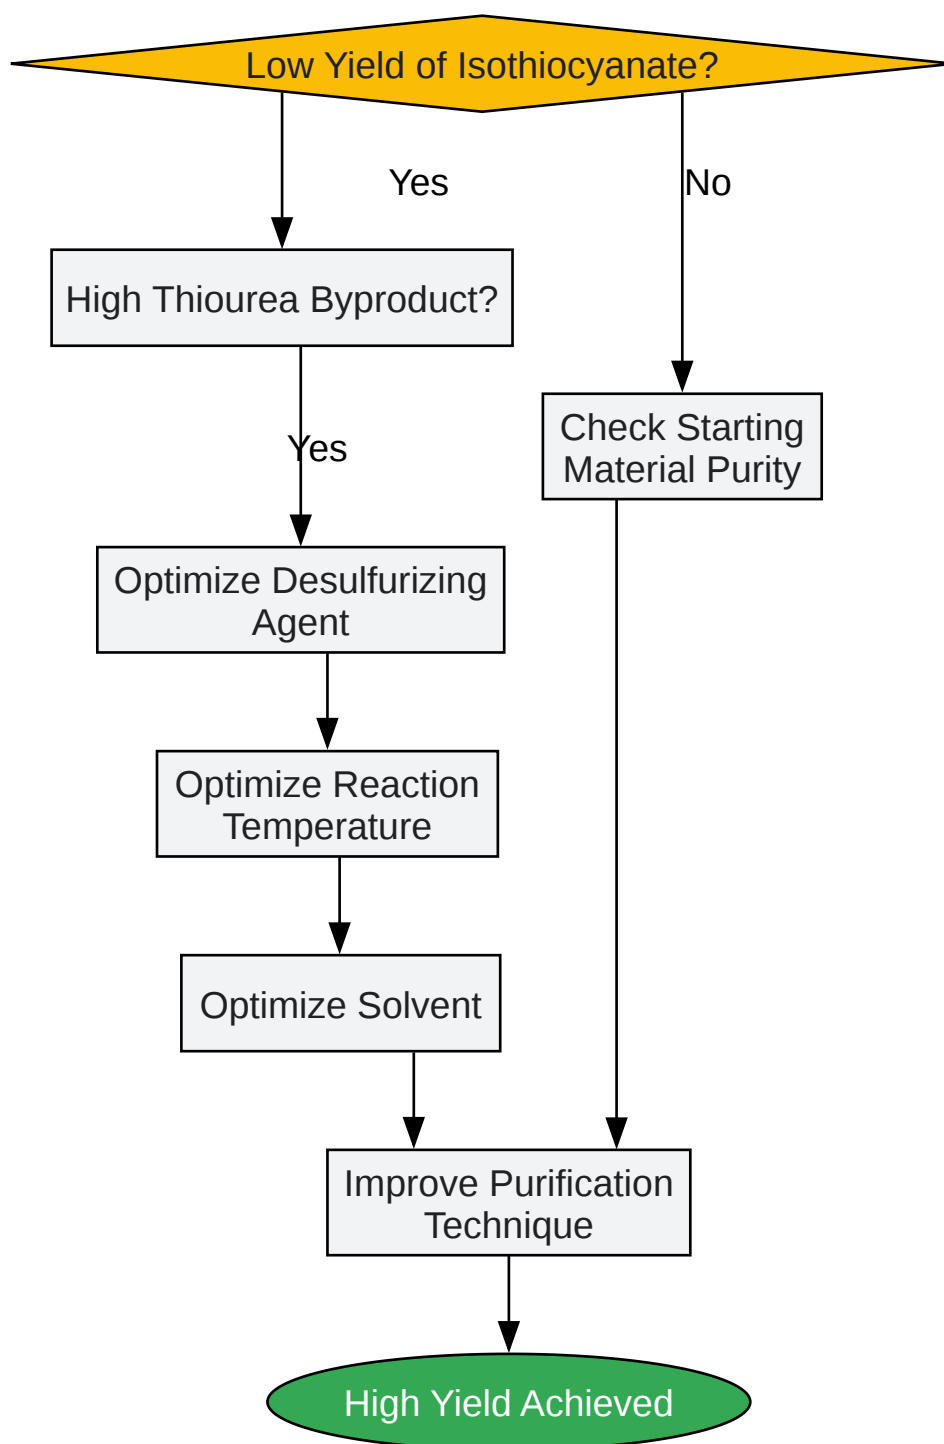 Low Yield of Isothiocyanate?
Yes
No
High Thiourea Byproduct?
Check Starting
Material Purity
Yes
Optimize Desulfurizing
Agent
Optimize Reaction
Temperature
Optimize Solvent
Improve Purification
Technique
High Yield Achieved